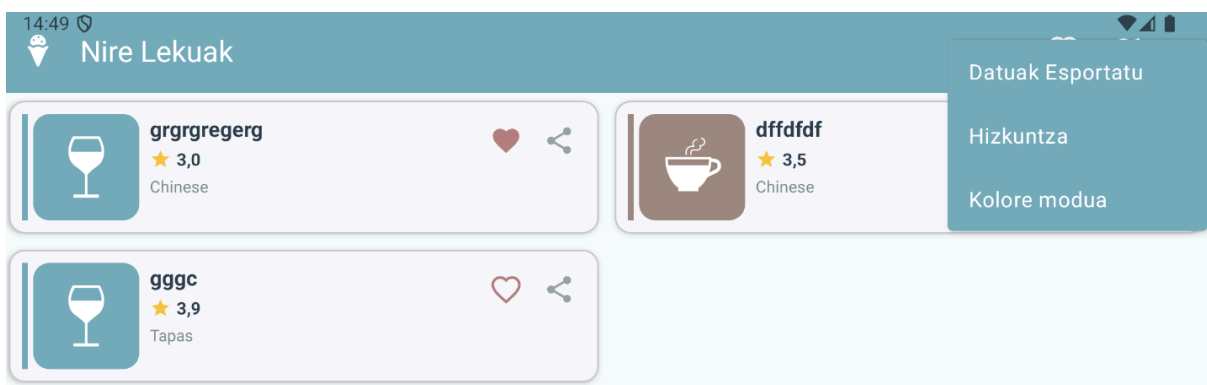 14:49
Nire Lekuak
Datuak Esportatu
Hizkuntza
Kolore modua
grgrgregerg
3,0
Chinese
dffdfdf
3,5
Chinese
gggc
3,9
Tapas